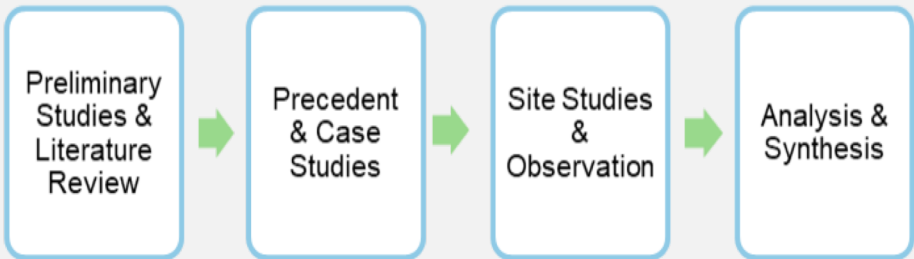 Preliminary
Studies &
Literature
Review
Precedent
& Case
Studies
Site Studies
&
Observation
Analysis &
Synthesis